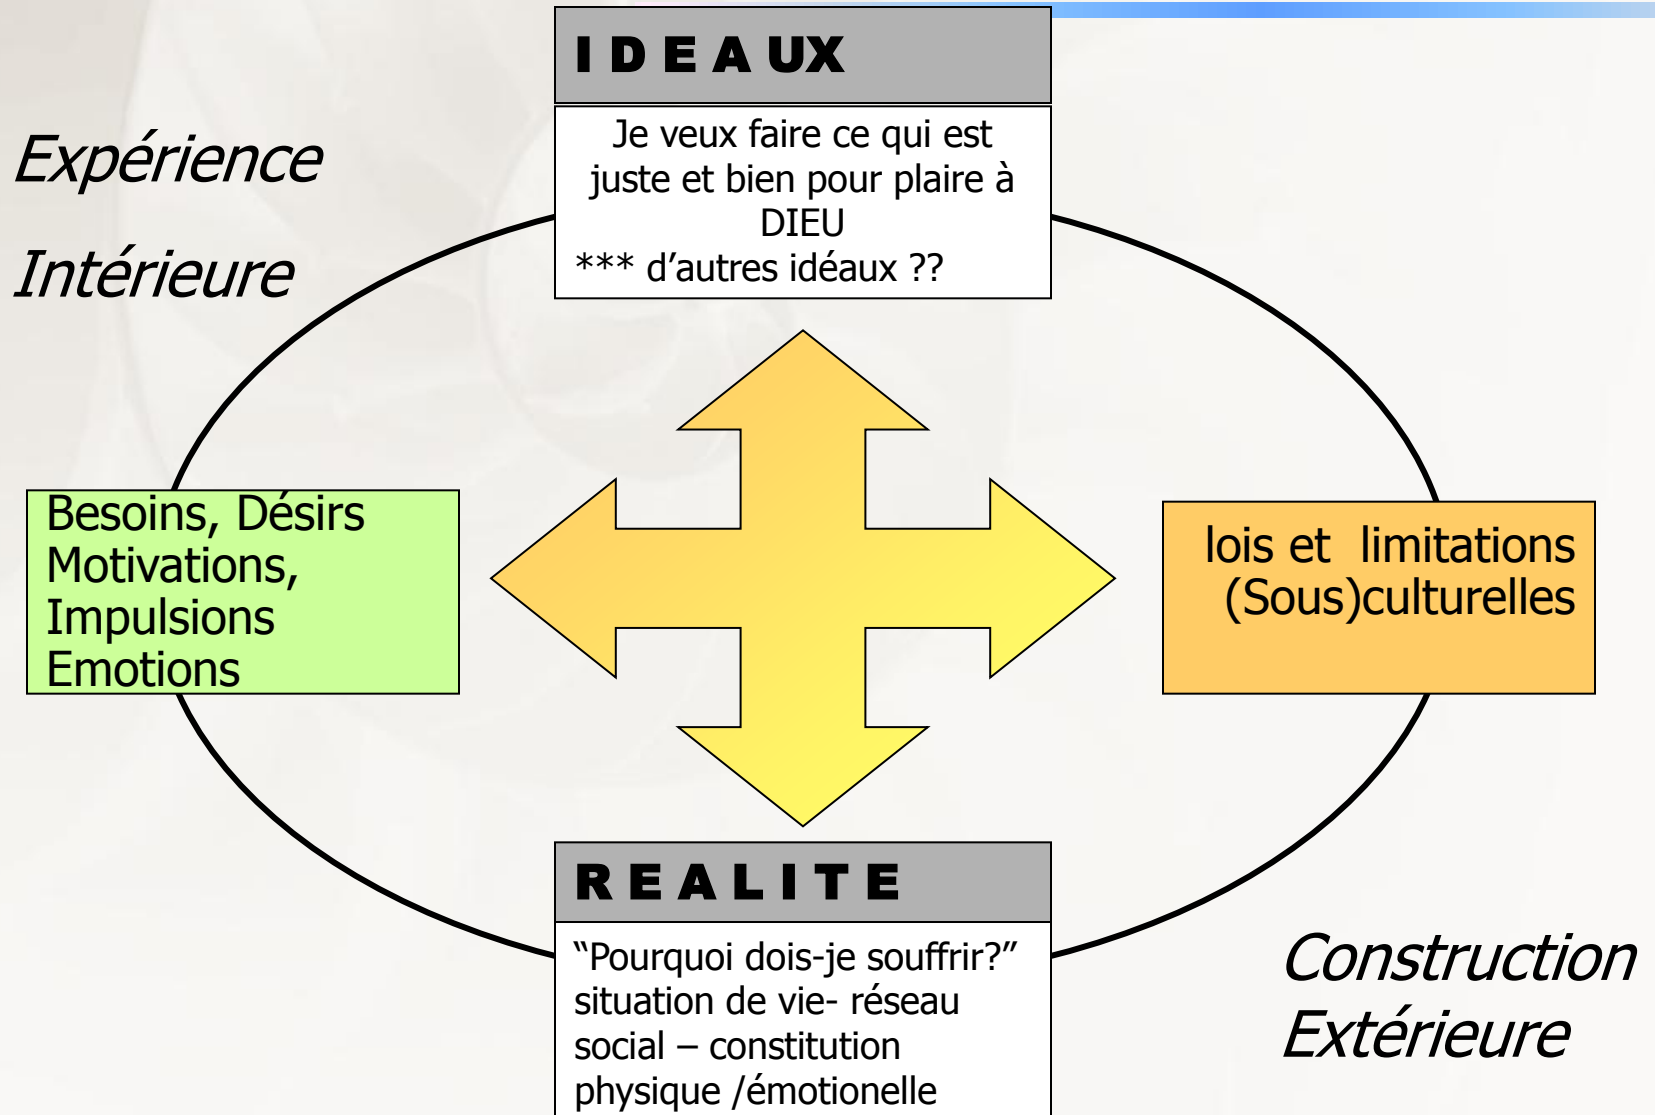 I D E A UX
Je veux faire ce qui est
juste et bien pour plaire à
DIEU
*** d’autres idéaux ??
Expérience
Intérieure
Besoins, Désirs
Motivations,
Impulsions
Emotions
lois et  limitations
(Sous)culturelles
R E A L I T E
“Pourquoi dois-je souffrir?”
situation de vie- réseau
social – constitution
physique /émotionelle
Construction
Extérieure